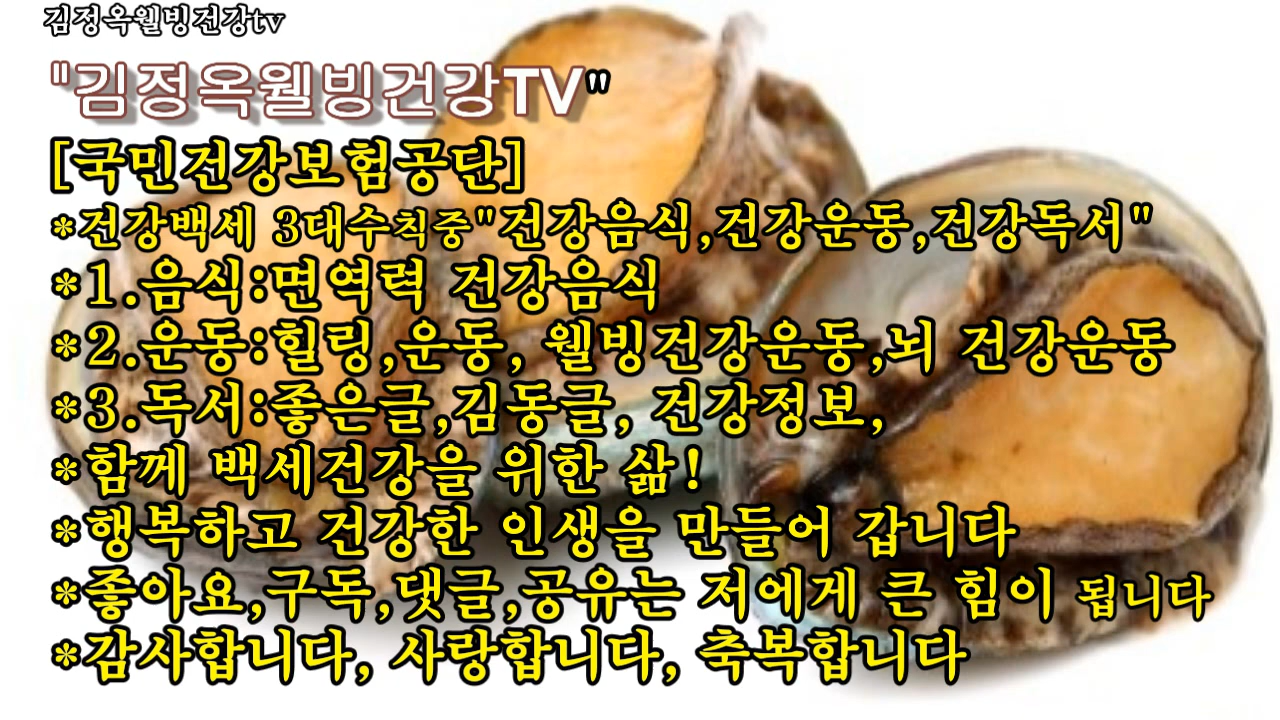 김정옥웰빙건강tv
"김정옥웰빙건강TV"
[국민건강보험공단]
*건강백세 3대수칙중"건강음식,건강운동,건강독서"
*1.음식:면역력 건강음식
*2.운동:힐링,운동, 웰빙건강운동,뇌 건강운동
*3.독서:좋은글,김동글, 건강정보,
*함께 백세건강을 위한 삶!
*행복하고 건강한 인생을 만들어 갑니다
*좋아요,구독,댓글,공유는 저에게 큰 힘이 됩니다
*감사합니다, 사랑합니다, 축복합니다